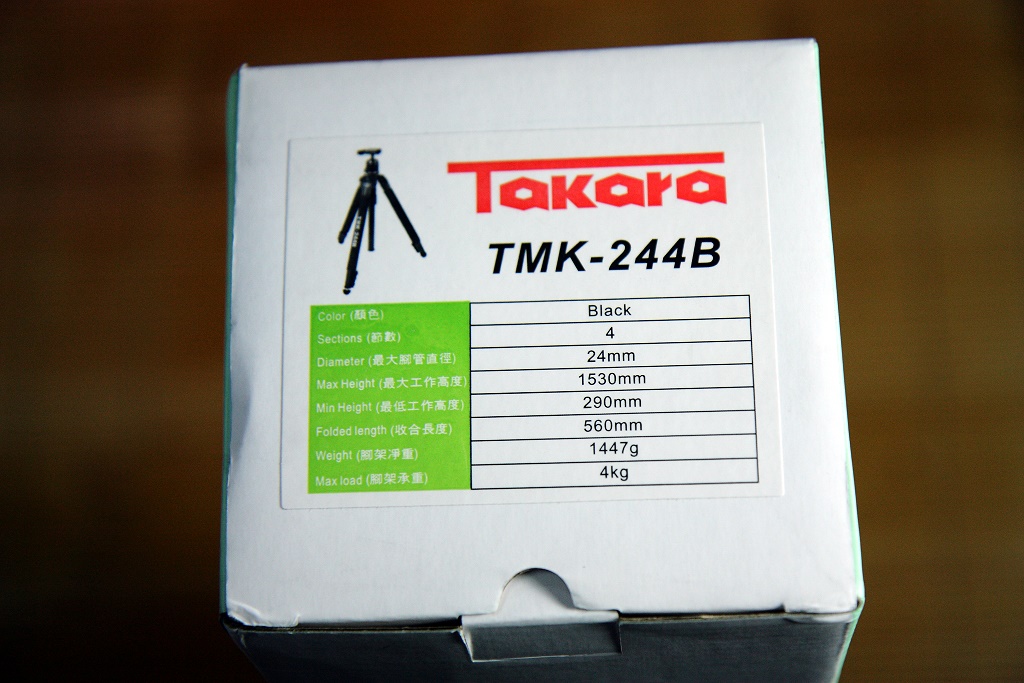 Takara
TMK-244B
Color (顏色) Black
Sections (節數) 4
Diameter (最大腳管直徑) 24mm
Max Height (最大工作高度) 1530mm
Min Height (最低工作高度) 290mm
Folded length (收合長度) 560mm
Weight (腳架凈重) 1447g
Max load (腳架承重) 4kg